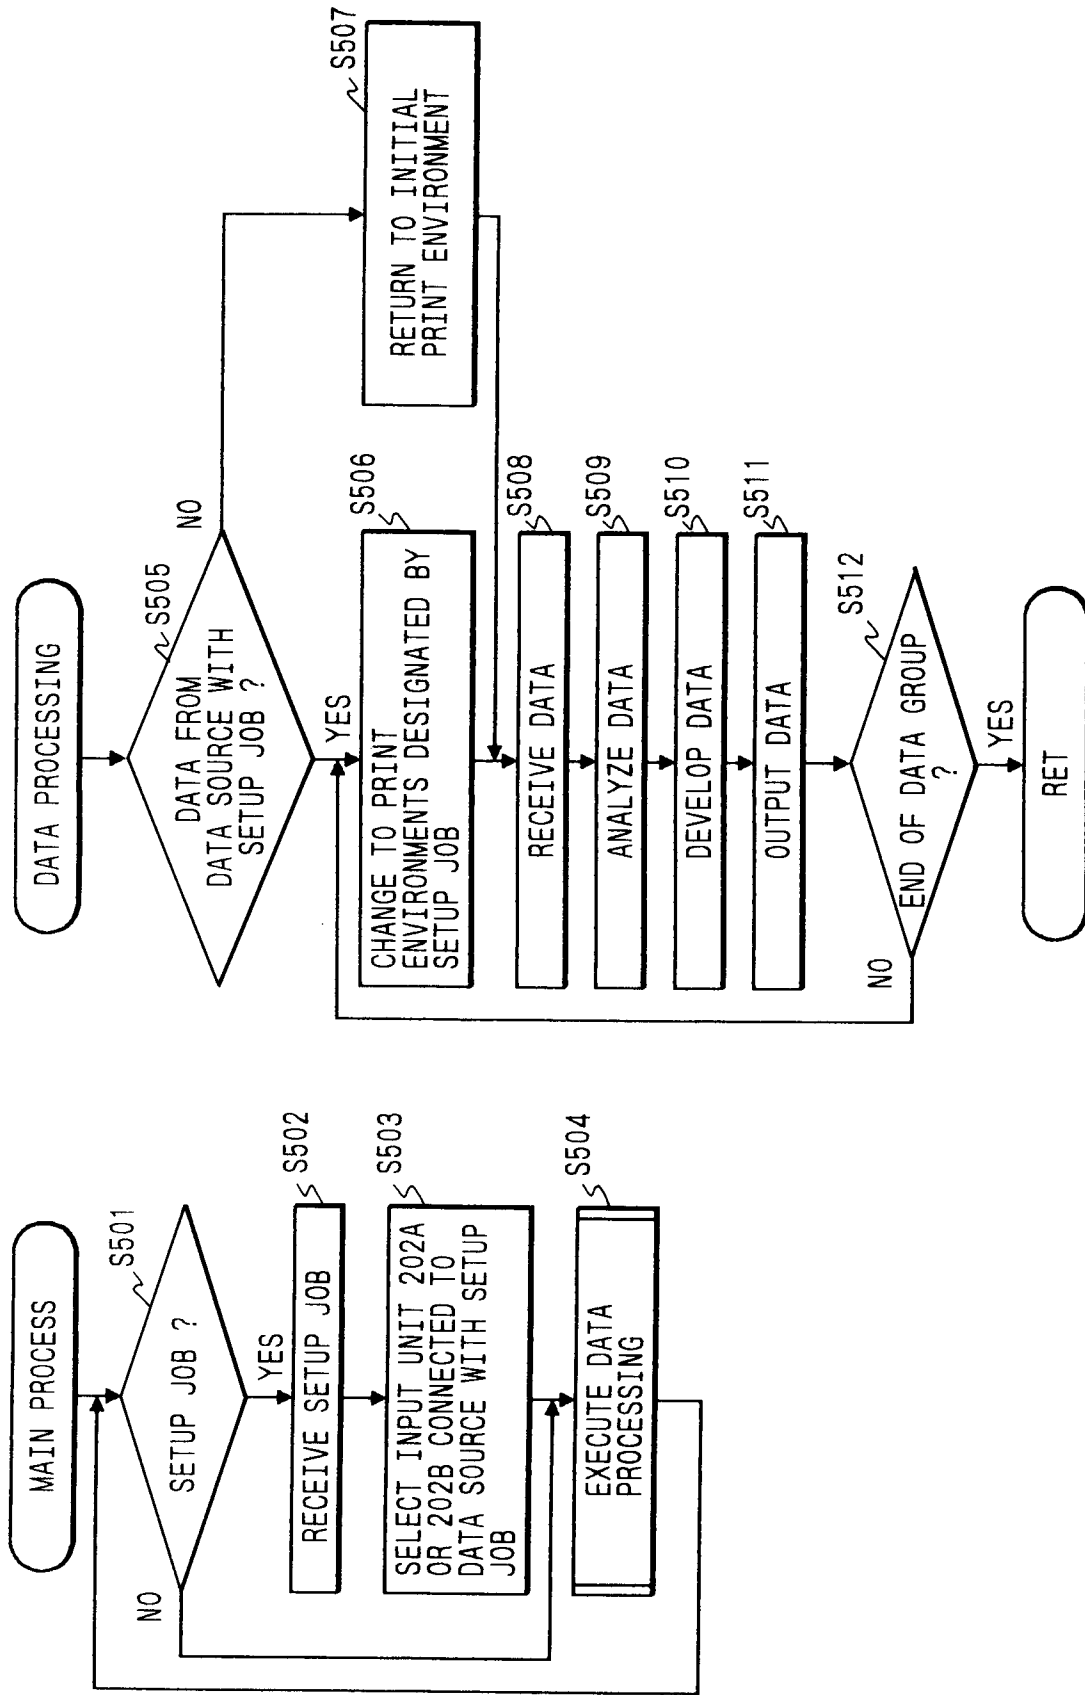 MAIN PROCESS
S501
SETUP JOB ?
NO
YES
S502
RECEIVE SETUP JOB
S503
SELECT INPUT UNIT 202A
OR 202B CONNECTED TO
DATA SOURCE WITH SETUP
JOB
S504
EXECUTE DATA
PROCESSING
DATA PROCESSING
S505
DATA FROM
DATA SOURCE WITH
SETUP JOB ?
NO
YES
S506
CHANGE TO PRINT
ENVIRONMENTS DESIGNATED BY
SETUP JOB
S507
RETURN TO INITIAL
PRINT ENVIRONMENT
S508
RECEIVE DATA
S509
ANALYZE DATA
S510
DEVELOP DATA
S511
OUTPUT DATA
S512
END OF DATA GROUP
?
NO
YES
RET